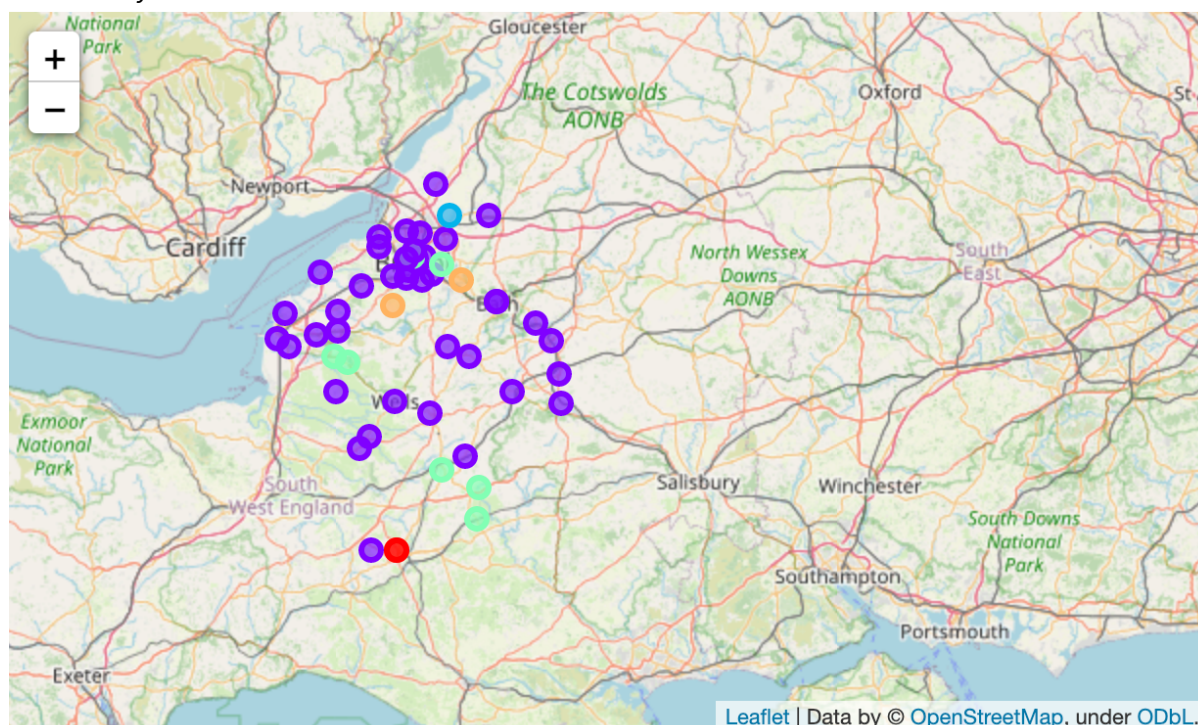 Gloucester
National
Park
+
−
The Cotswolds
AONB
Oxford
Newport
Cardiff
North Wessex
Downs
AONB
South
East
Wells
Exmoor
National
Park
South
West England
Salisbury
Winchester
South Downs
National
Park
Southampton
Portsmouth
Exeter
Leaflet | Data by © OpenStreetMap, under ODbL.